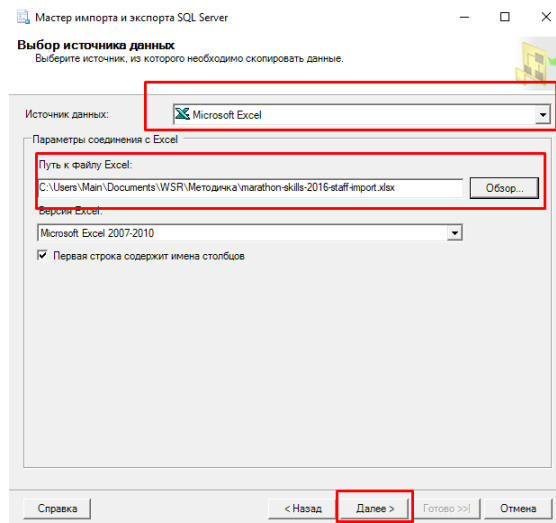 Мастер импорта и экспорта SQL Server
Выбор источника данных
Выберите источник, из которого необходимо скопировать данные.
Источник данных: Microsoft Excel
Параметры соединения с Excel
Путь к файлу Excel:
C:\Users\Main\Documents\WSR\Методичка\marathon-skills-2016-staff-import.xlsx Обзор...
Версия Excel:
Microsoft Excel 2007-2010
Первая строка содержит имена столбцов
Справка < Назад Далее > Готово >>| Отмена